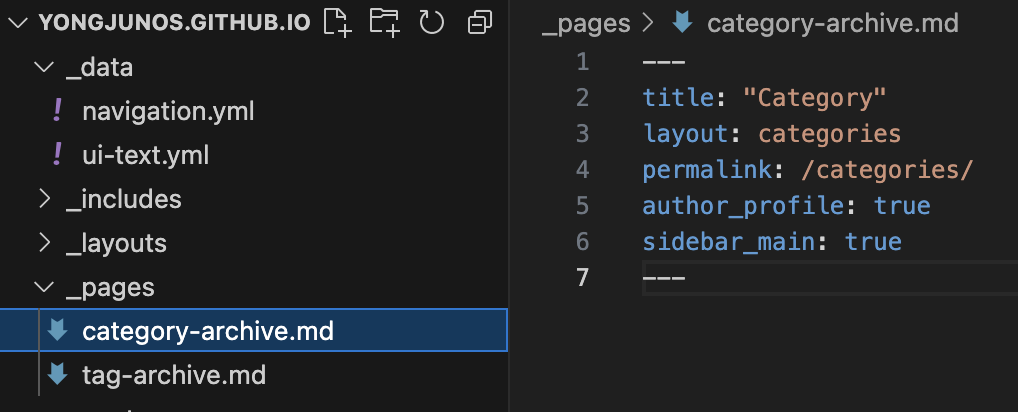 YONGJUNOS.GITHUB.IO
_data
! navigation.yml
! ui-text.yml
_includes
_layouts
_pages
category-archive.md
tag-archive.md
_pages > category-archive.md
1 ---
2 title: "Category"
3 layout: categories
4 permalink: /categories/
5 author_profile: true
6 sidebar_main: true
7 ---